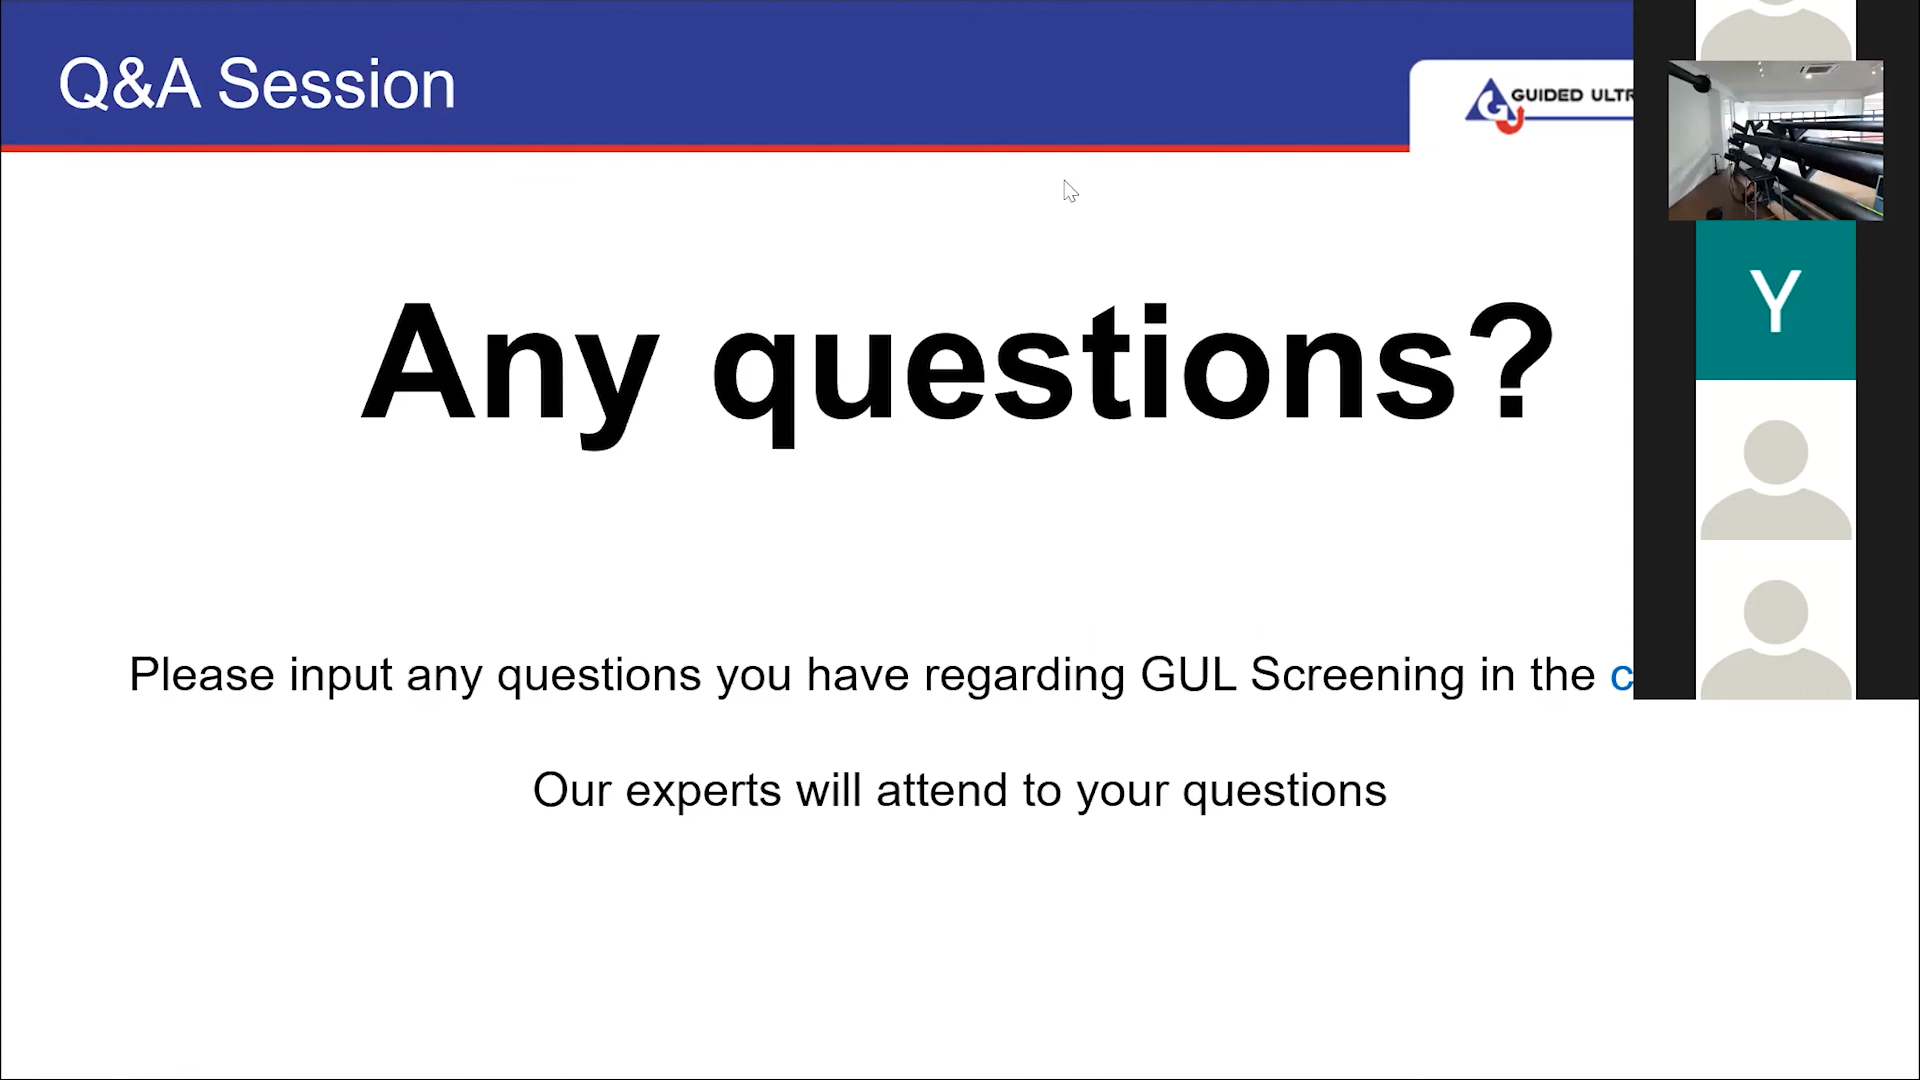 Q&A Session
GUIDED
Any questions?
Y
Please input any questions you have regarding GUL Screening in the
Our experts will attend to your questions